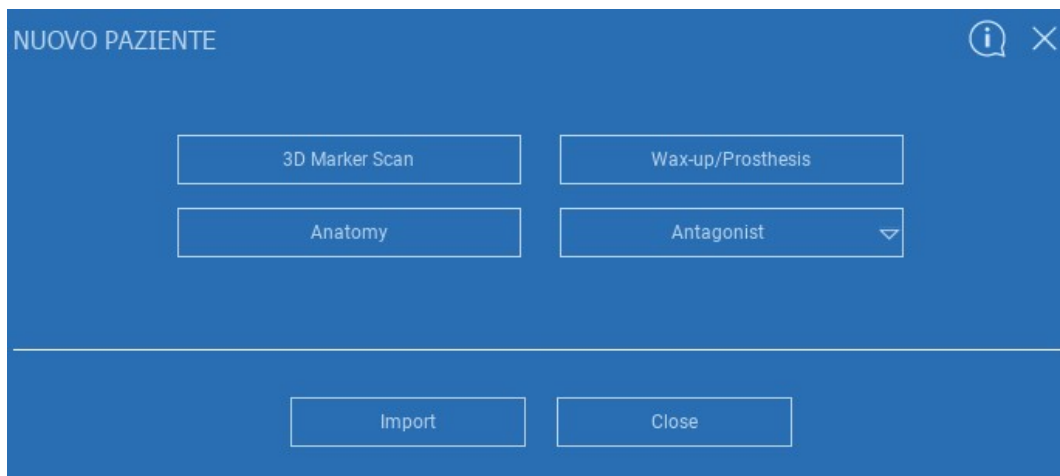 NUOVO PAZIENTE
3D Marker Scan
Wax-up/Prosthesis
Anatomy
Antagonist
Import
Close